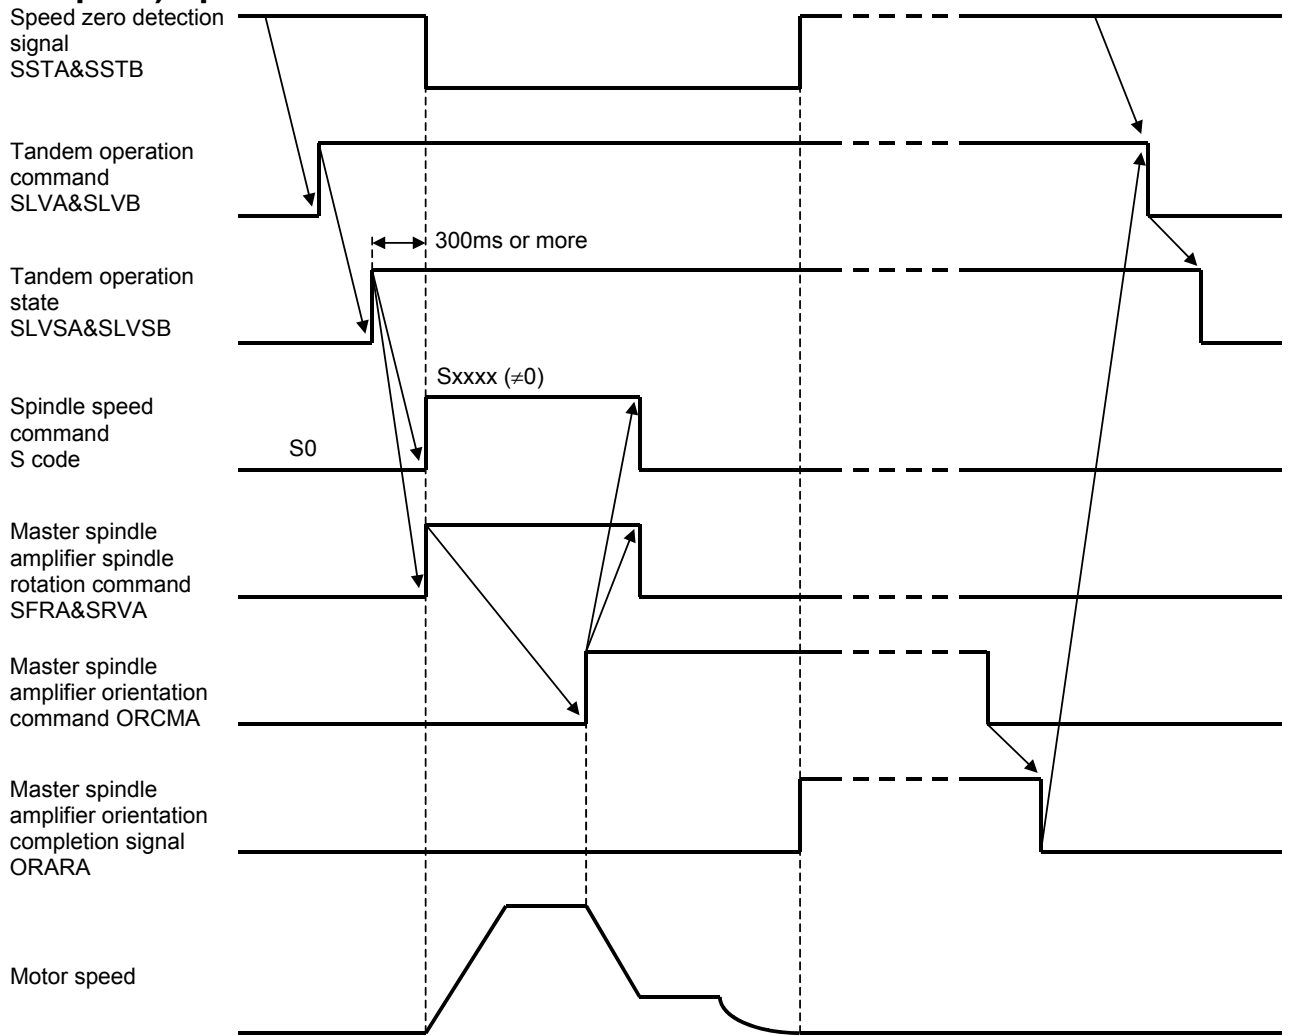 Speed zero detection
signal
SSTA&SSTB
Tandem operation
command
SLVA&SLVB
300ms or more
Tandem operation
state
SLVSA&SLVSB
Sxxxx (≠0)
Spindle speed
command
S code
S0
Master spindle
amplifier spindle
rotation command
SFRA&SRVA
Master spindle
amplifier orientation
command ORCMA
Master spindle
amplifier orientation
completion signal
ORARA
Motor speed